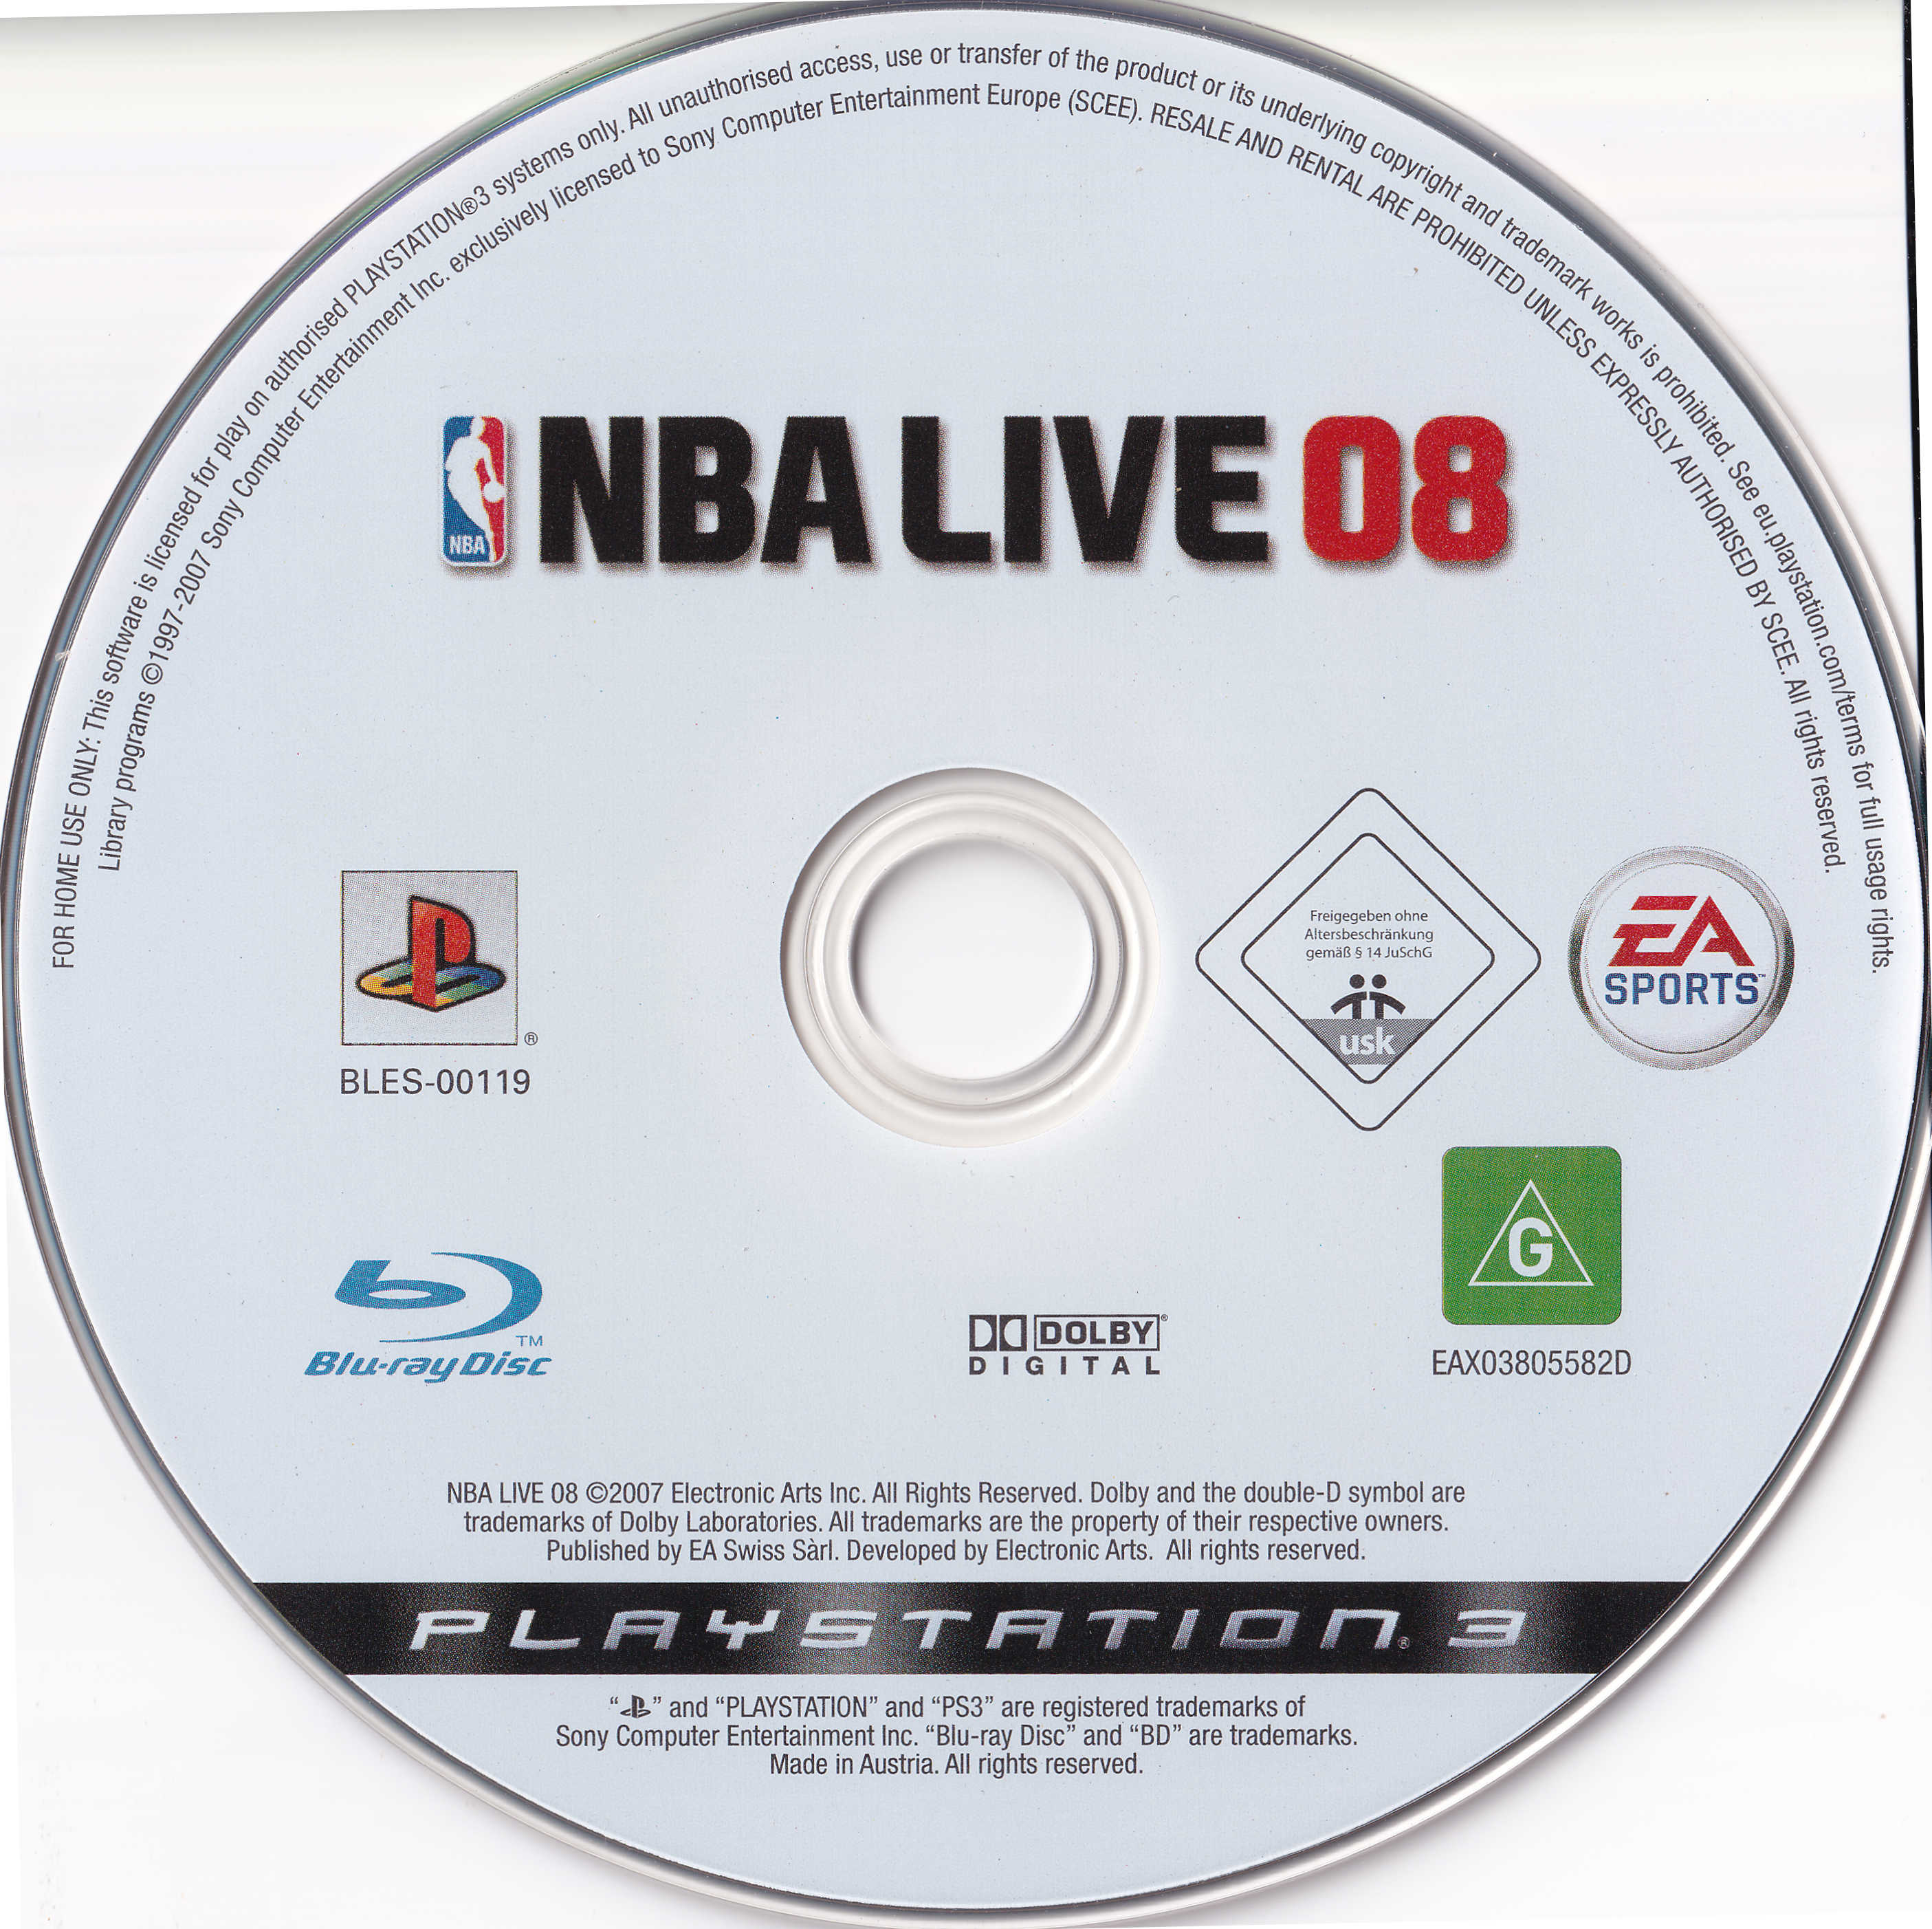 FOR HOME USE ONLY: This software is licensed for play on authorised PLAYSTATION®3 systems only. All unauthorised access, use or transfer of the product or its underlying copyright and trademark works is prohibited. See eu.playstation.com/terms for full usage rights.
Library programs ©1997-2007 Sony Computer Entertainment Inc. exclusively licensed to Sony Computer Entertainment Europe (SCEE). RESALE AND RENTAL ARE PROHIBITED UNLESS EXPRESSLY AUTHORISED BY SCEE. All rights reserved.
NBA
NBA LIVE 08
®
BLES-00119
Freigegeben ohne
Altersbeschränkung
gemäß § 14 JuSchG
usk
EA
SPORTS™
G
EAX03805582D
TM
Blu-ray Disc
DOLBY®
DIGITAL
NBA LIVE 08 ©2007 Electronic Arts Inc. All Rights Reserved. Dolby and the double-D symbol are
trademarks of Dolby Laboratories. All trademarks are the property of their respective owners.
Published by EA Swiss Sàrl. Developed by Electronic Arts. All rights reserved.
PLAYSTATION®3
“ ” and “PLAYSTATION” and “PS3” are registered trademarks of
Sony Computer Entertainment Inc. “Blu-ray Disc” and “BD” are trademarks.
Made in Austria. All rights reserved.